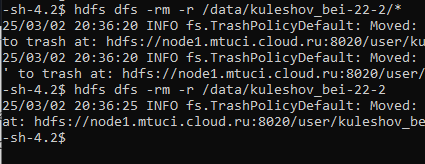 -sh-4.2$ hdfs dfs -rm -r /data/kuleshov_bei-22-2/*
25/03/02 20:36:20 INFO fs.TrashPolicyDefault: Moved:
to trash at: hdfs://node1.mtuci.cloud.ru:8020/user/ku
25/03/02 20:36:20 INFO fs.TrashPolicyDefault: Moved:
' to trash at: hdfs://node1.mtuci.cloud.ru:8020/user/
-sh-4.2$ hdfs dfs -rm -r /data/kuleshov_bei-22-2
25/03/02 20:36:25 INFO fs.TrashPolicyDefault: Moved:
at: hdfs://node1.mtuci.cloud.ru:8020/user/kuleshov_be
-sh-4.2$